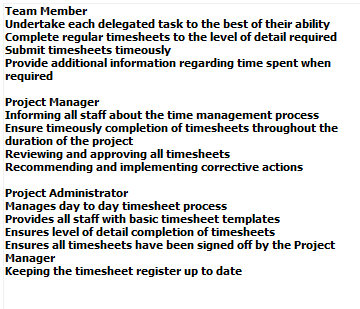 Team Member
Undertake each delegated task to the best of their ability
Complete regular timesheets to the level of detail required
Submit timesheets timeously
Provide additional information regarding time spent when
required
Project Manager
Informing all staff about the time management process
Ensure timeously completion of timesheets throughout the
duration of the project
Reviewing and approving all timesheets
Recommending and implementing corrective actions
Project Administrator
Manages day to day timesheet process
Provides all staff with basic timesheet templates
Ensures level of detail completion of timesheets
Ensures all timesheets have been signed off by the Project
Manager
Keeping the timesheet register up to date